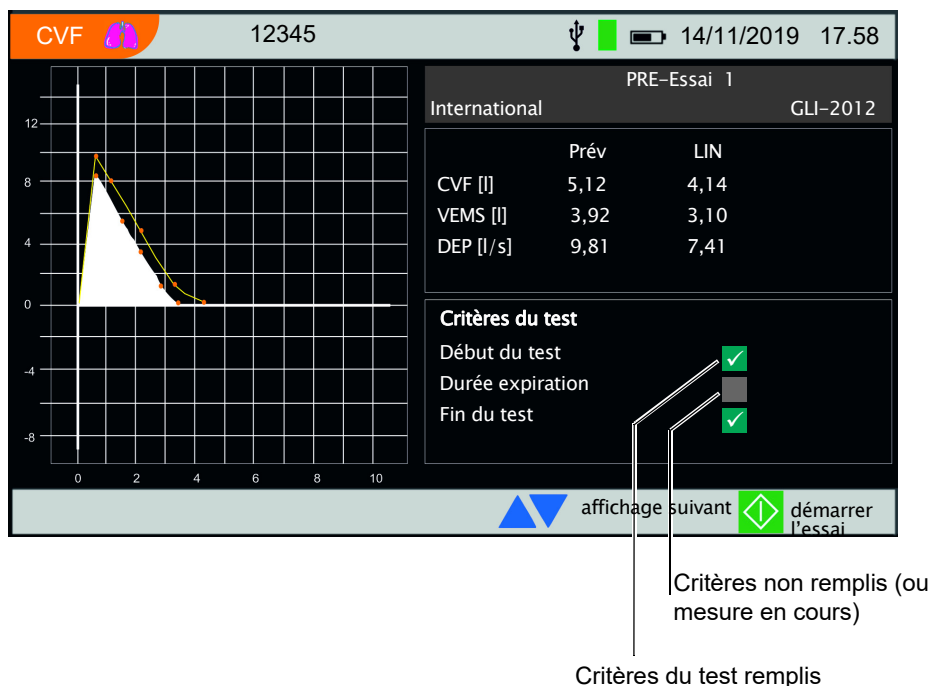 CVF 12345 14/11/2019 17.58
PRE-Essai 1
International GLI-2012
Prév LIN
CVF [l] 5,12 4,14
VEMS [l] 3,92 3,10
DEP [l/s] 9,81 7,41
12
8
4
0
-4
-8
0 2 4 6 8 10
Critères du test
Début du test
Durée expiration
Fin du test
affichage suivant
démarrer
l'essai
Critères non remplis (ou
mesure en cours)
Critères du test remplis